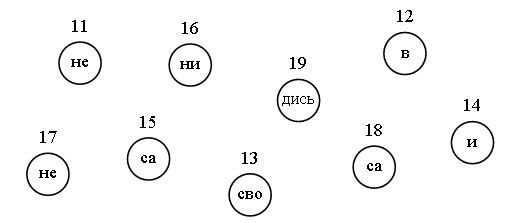 11 16 12
не ни в
19
дись
17 15 18 14
не са са и
13
сво